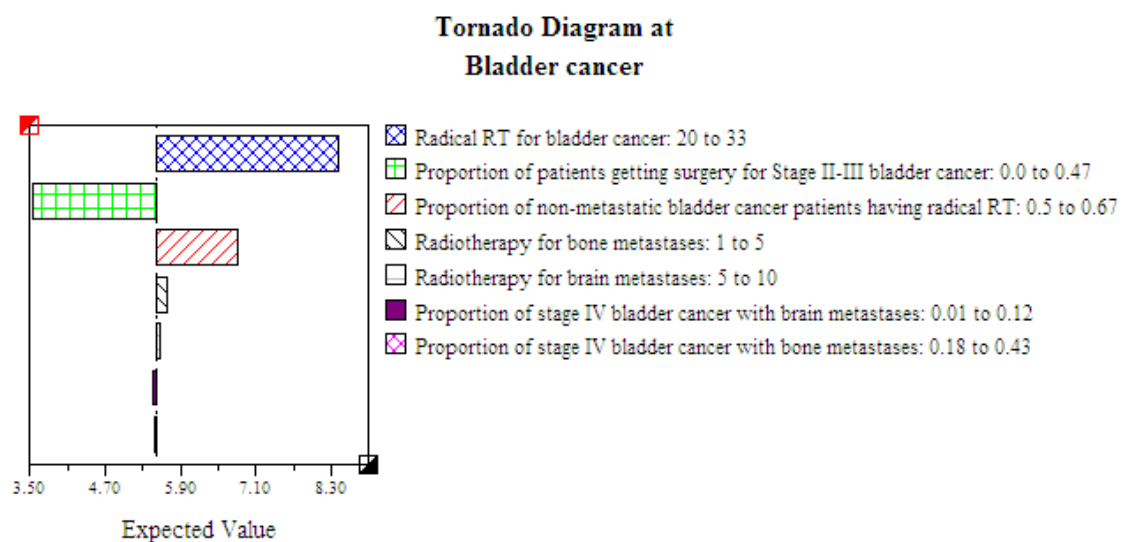 Tornado Diagram at
Bladder cancer
Radical RT for bladder cancer: 20 to 33
Proportion of patients getting surgery for Stage II-III bladder cancer: 0.0 to 0.47
Proportion of non-metastatic bladder cancer patients having radical RT: 0.5 to 0.67
Radiotherapy for bone metastases: 1 to 5
Radiotherapy for brain metastases: 5 to 10
Proportion of stage IV bladder cancer with brain metastases: 0.01 to 0.12
Proportion of stage IV bladder cancer with bone metastases: 0.18 to 0.43
3.50 4.70 5.90 7.10 8.30
Expected Value